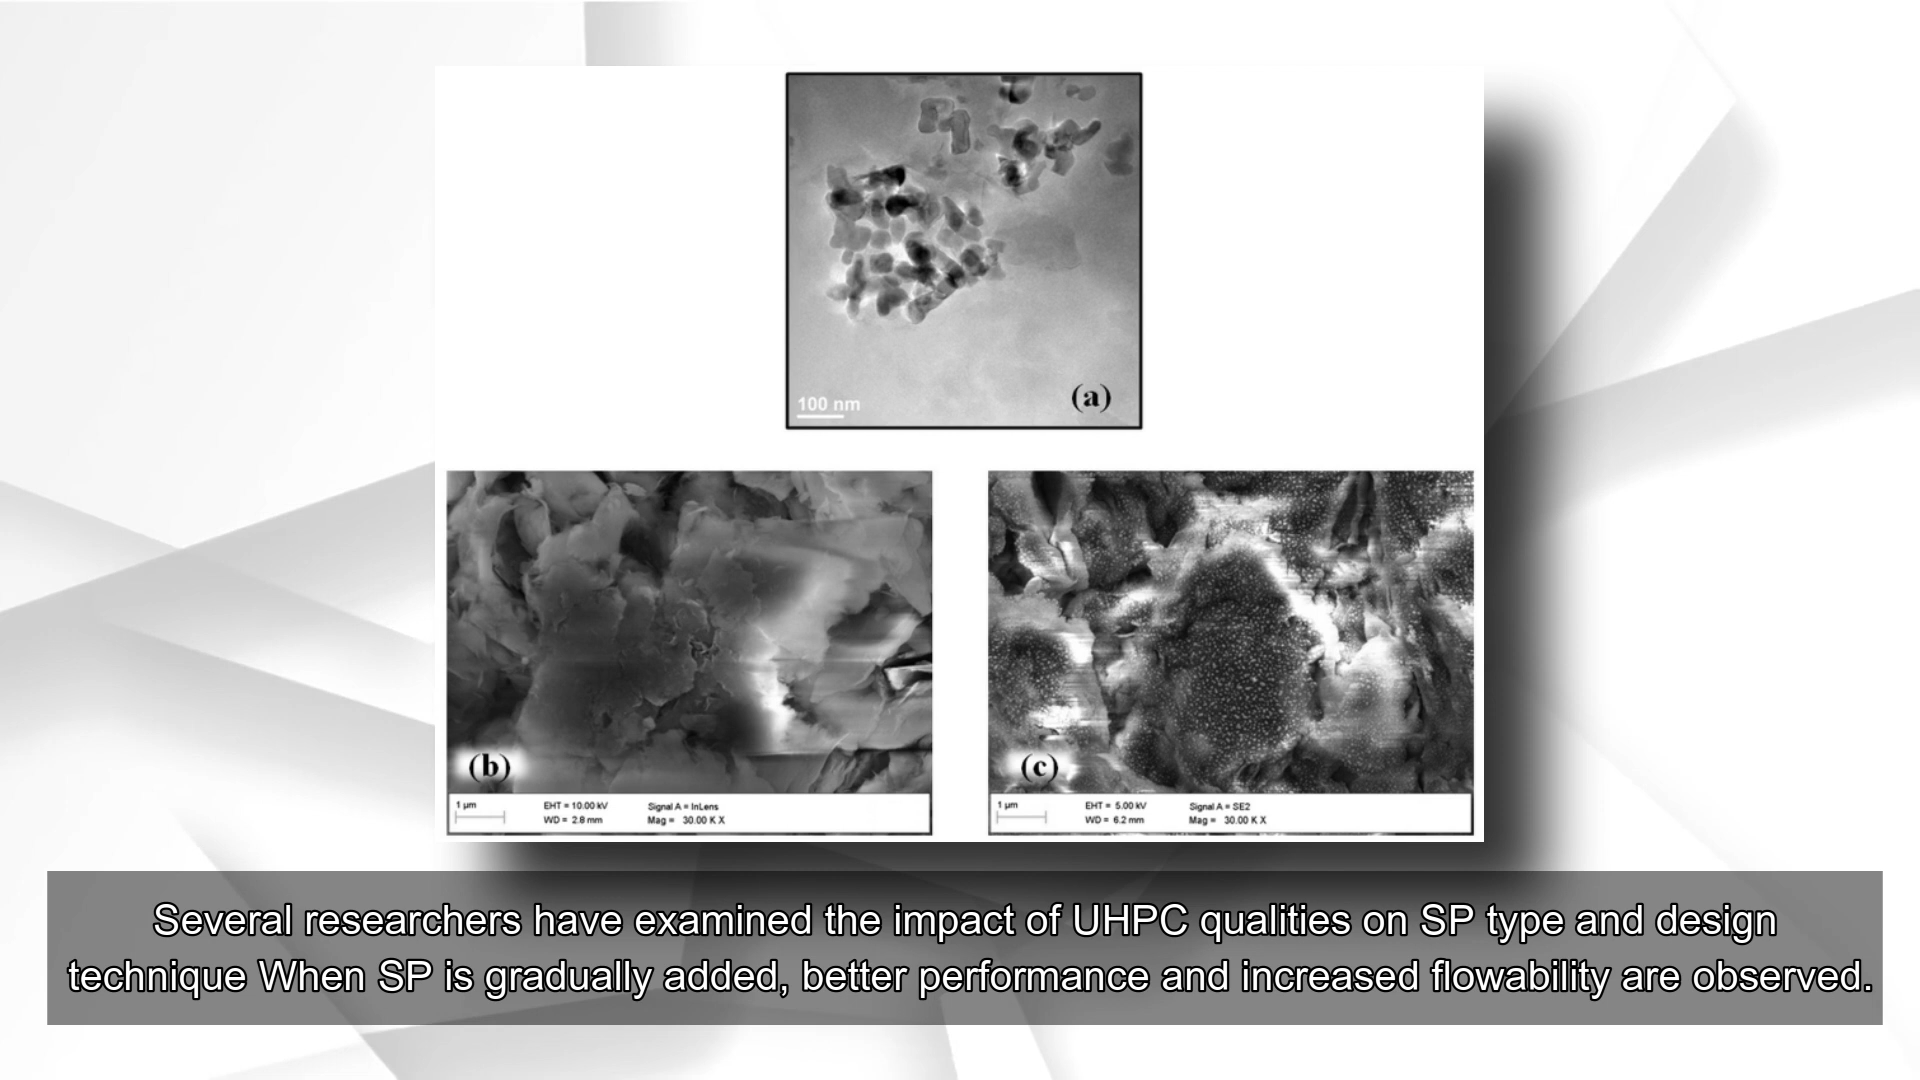 100 nm
(a)
(b)
1 µm
EHT = 10.00 kV
Signal A = InLens
WD = 2.8 mm
Mag = 30.00 K X
(c)
1 µm
EHT = 5.00 kV
Signal A = SE2
WD = 6.2 mm
Mag = 30.00 K X
Several researchers have examined the impact of UHPC qualities on SP type and design
technique When SP is gradually added, better performance and increased flowability are observed.